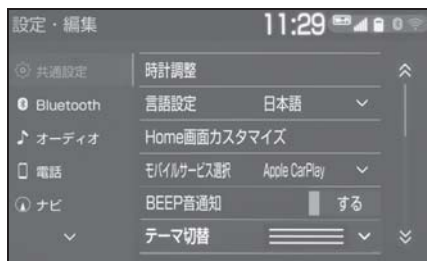 設定・編集 11:29
共通設定
Bluetooth
オーディオ
電話
ナビ
時計調整
言語設定 日本語
Home画面カスタマイズ
モバイルサービス選択 Apple CarPlay
BEEP音通知 する
テーマ切替